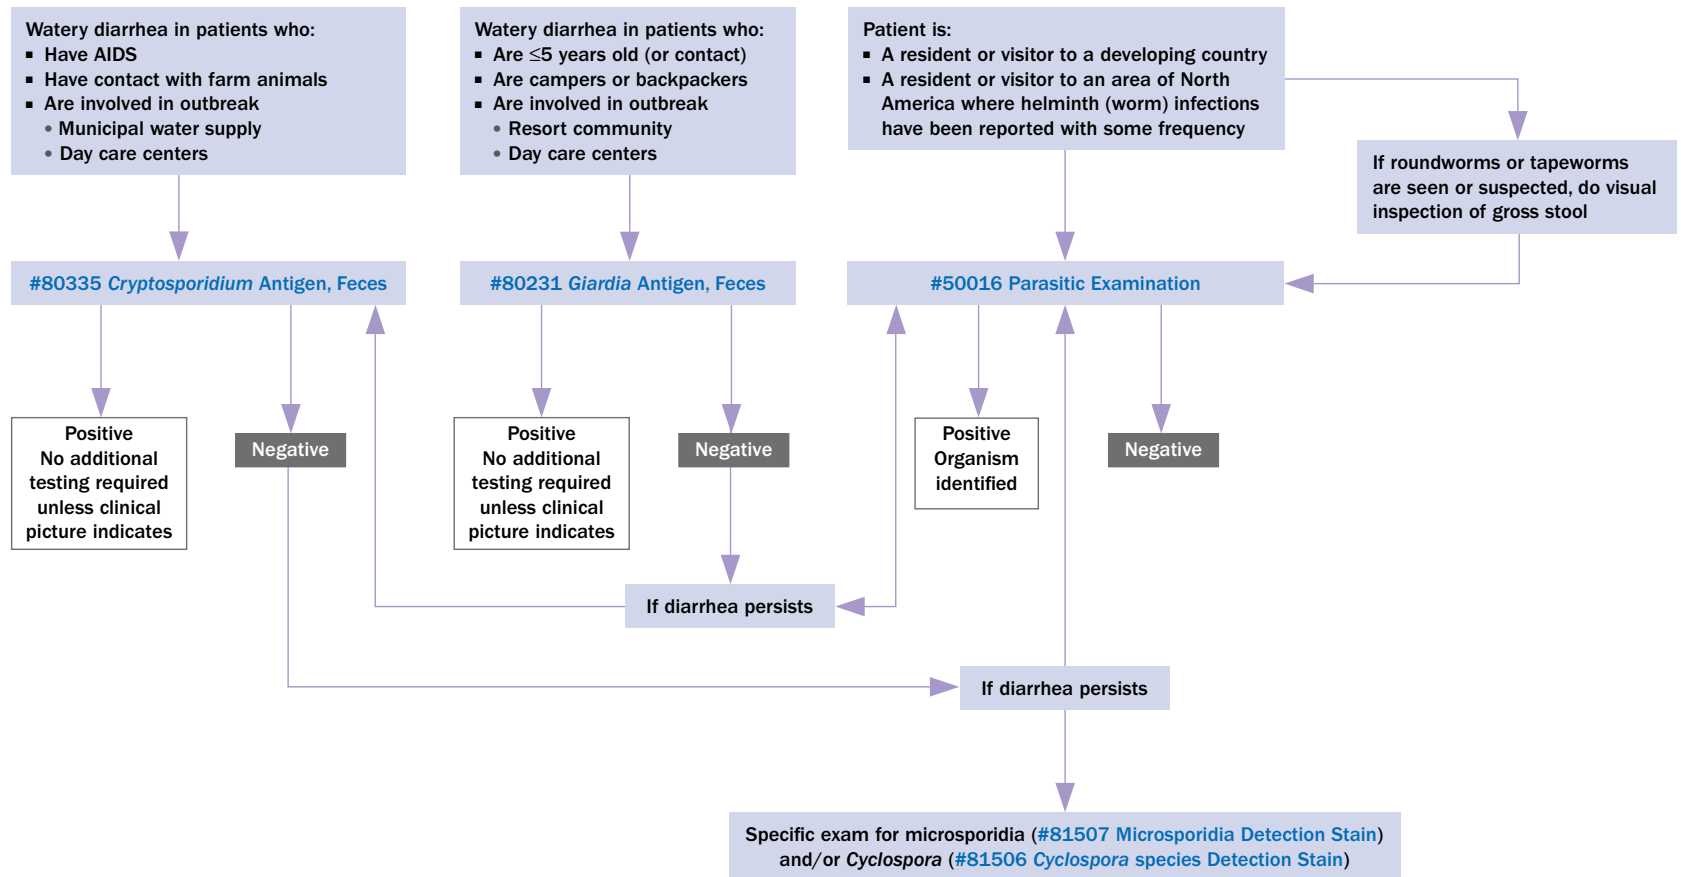 Watery diarrhea in patients who:
▪ Have AIDS
▪ Have contact with farm animals
▪ Are involved in outbreak
• Municipal water supply
• Day care centers
Watery diarrhea in patients who:
▪ Are ≤5 years old (or contact)
▪ Are campers or backpackers
▪ Are involved in outbreak
• Resort community
• Day care centers
Patient is:
▪ A resident or visitor to a developing country
▪ A resident or visitor to an area of North
America where helminth (worm) infections
have been reported with some frequency
If roundworms or tapeworms
are seen or suspected, do visual
inspection of gross stool
#80335 Cryptosporidium Antigen, Feces
#80231 Giardia Antigen, Feces
#50016 Parasitic Examination
Positive
No additional
testing required
unless clinical
picture indicates
Negative
Positive
No additional
testing required
unless clinical
picture indicates
Negative
Positive
Organism
identified
Negative
If diarrhea persists
If diarrhea persists
Specific exam for microsporidia (#81507 Microsporidia Detection Stain)
and/or Cyclospora (#81506 Cyclospora species Detection Stain)